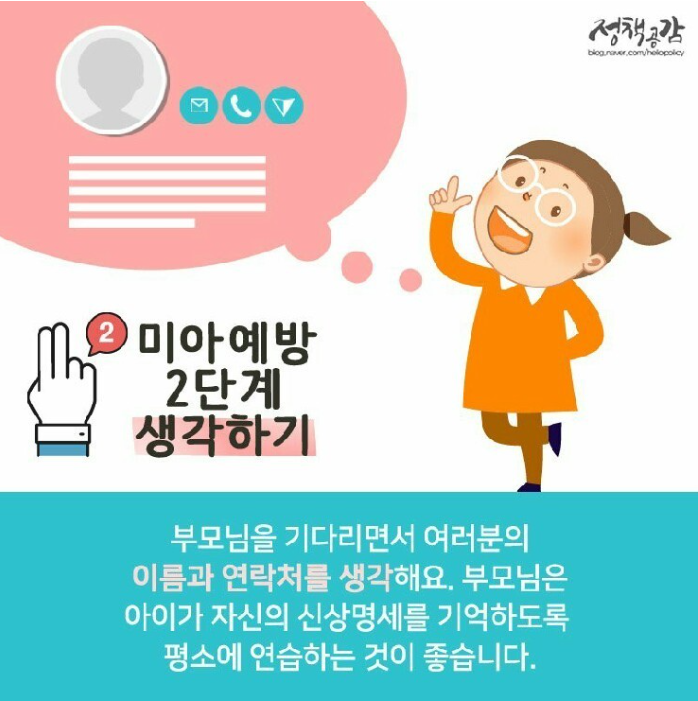 정책공감
blog.naver.com/hellopolicy
2
미아예방
2단계
생각하기
부모님을 기다리면서 여러분의
이름과 연락처를 생각해요. 부모님은
아이가 자신의 신상명세를 기억하도록
평소에 연습하는 것이 좋습니다.